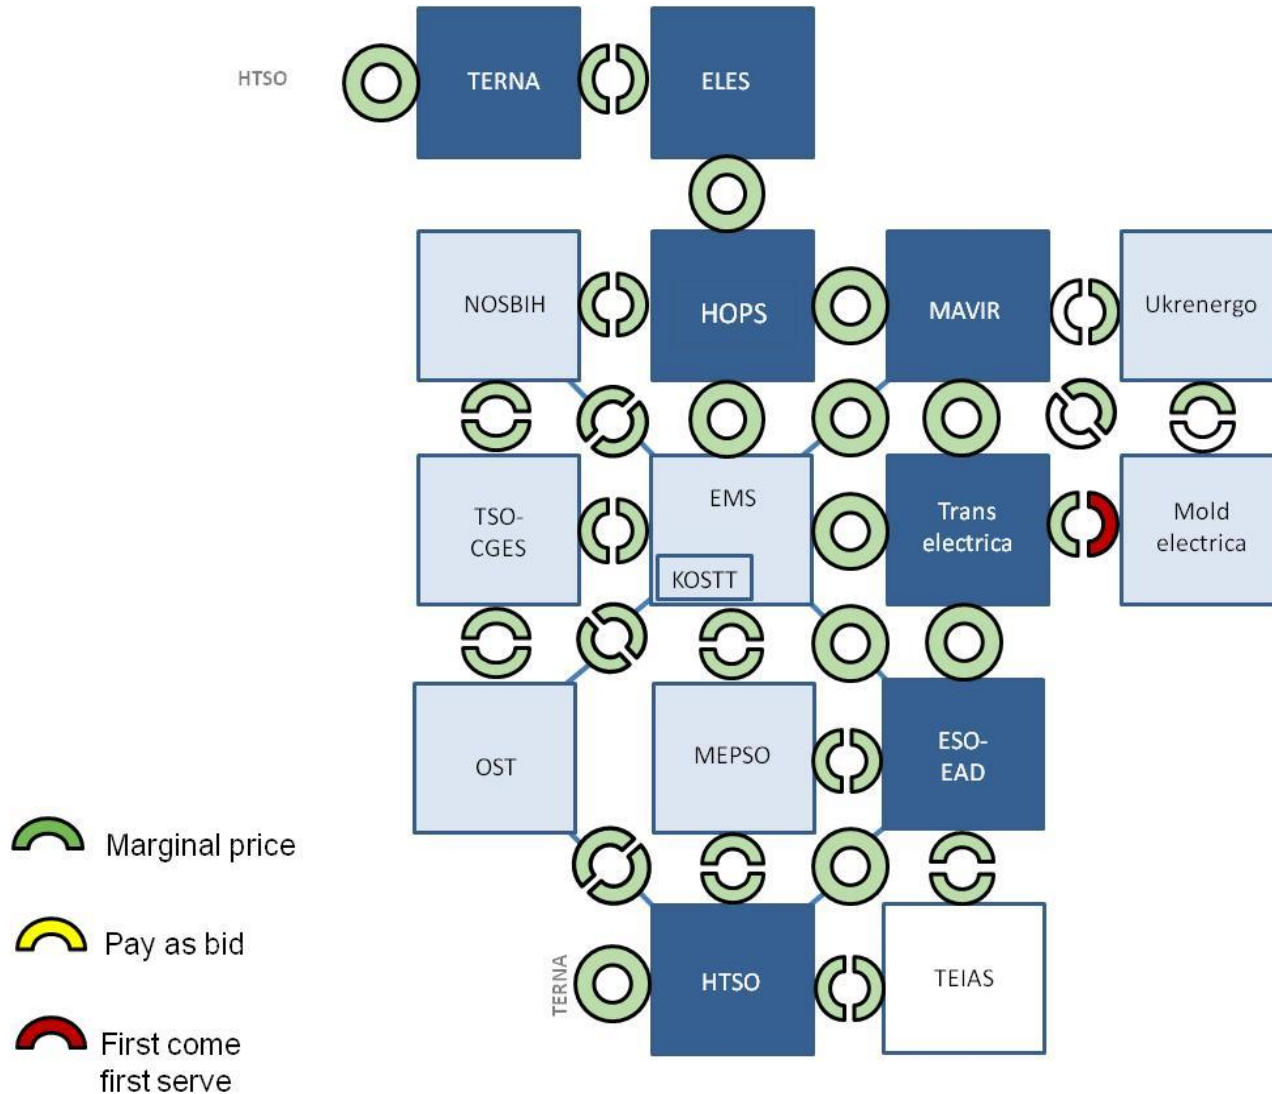 HTSO
TERNA
ELES
NOSBIH
HOPS
MAVIR
Ukrenergo
TSO-
CGES
EMS
KOSTT
Trans
electrica
Mold
electrica
OST
MEPSO
ESO-
EAD
TERNA
HTSO
TEIAS
Marginal price
Pay as bid
First come
first serve